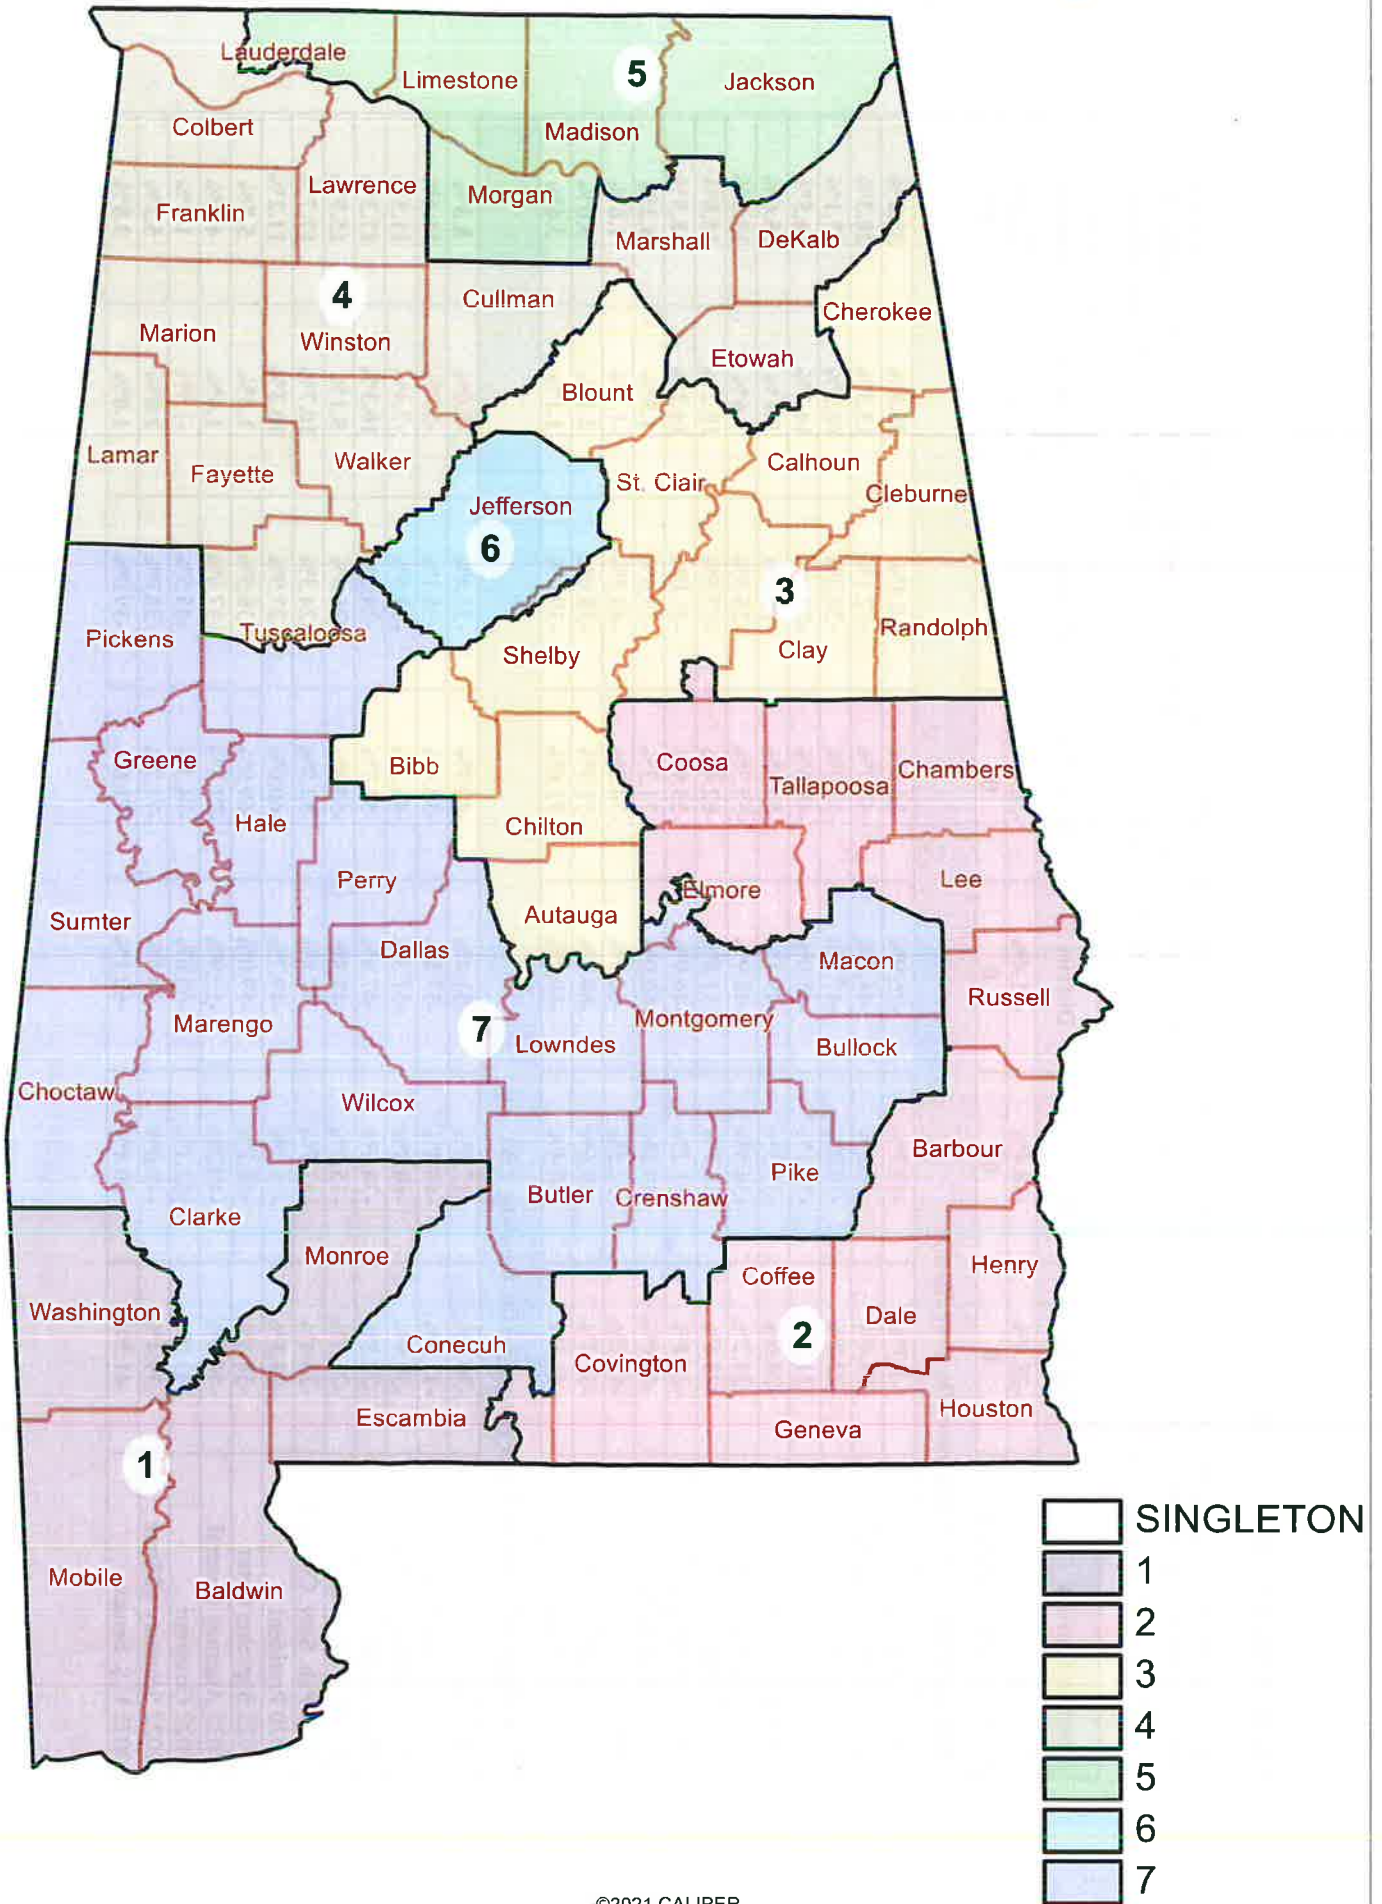 Lauderdale
Limestone
5
Jackson
Madison
Colbert
Lawrence
Morgan
Franklin
Marshall
DeKalb
4
Cullman
Cherokee
Marion
Winston
Etowah
Blount
Lamar
Walker
Calhoun
Fayette
St. Clair
Cleburne
Jefferson
6
3
Pickens
Tuscaloosa
Randolph
Shelby
Clay
Greene
Bibb
Coosa
Chambers
Tallapoosa
Hale
Chilton
Perry
Elmore
Lee
Sumter
Autauga
Dallas
Macon
Russell
Marengo
7
Montgomery
Lowndes
Bullock
Choctaw
Wilcox
Barbour
Pike
Butler
Crenshaw
Clarke
Monroe
Henry
Coffee
Washington
Dale
2
Conecuh
Covington
Houston
Escambia
Geneva
1
SINGLETON
1
Mobile
Baldwin
2
3
4
5
6
7
©2021 CALIPER